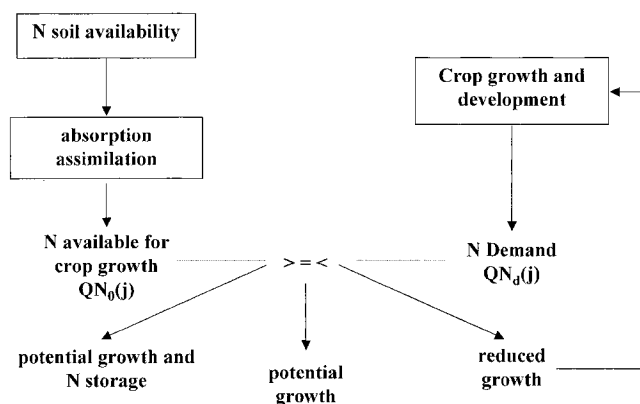 N soil availability
Crop growth and
development
absorption
assimilation
N available for
crop growth
QN₀(j)
> = <
N Demand
QN_d(j)
potential growth and
N storage
potential
growth
reduced
growth